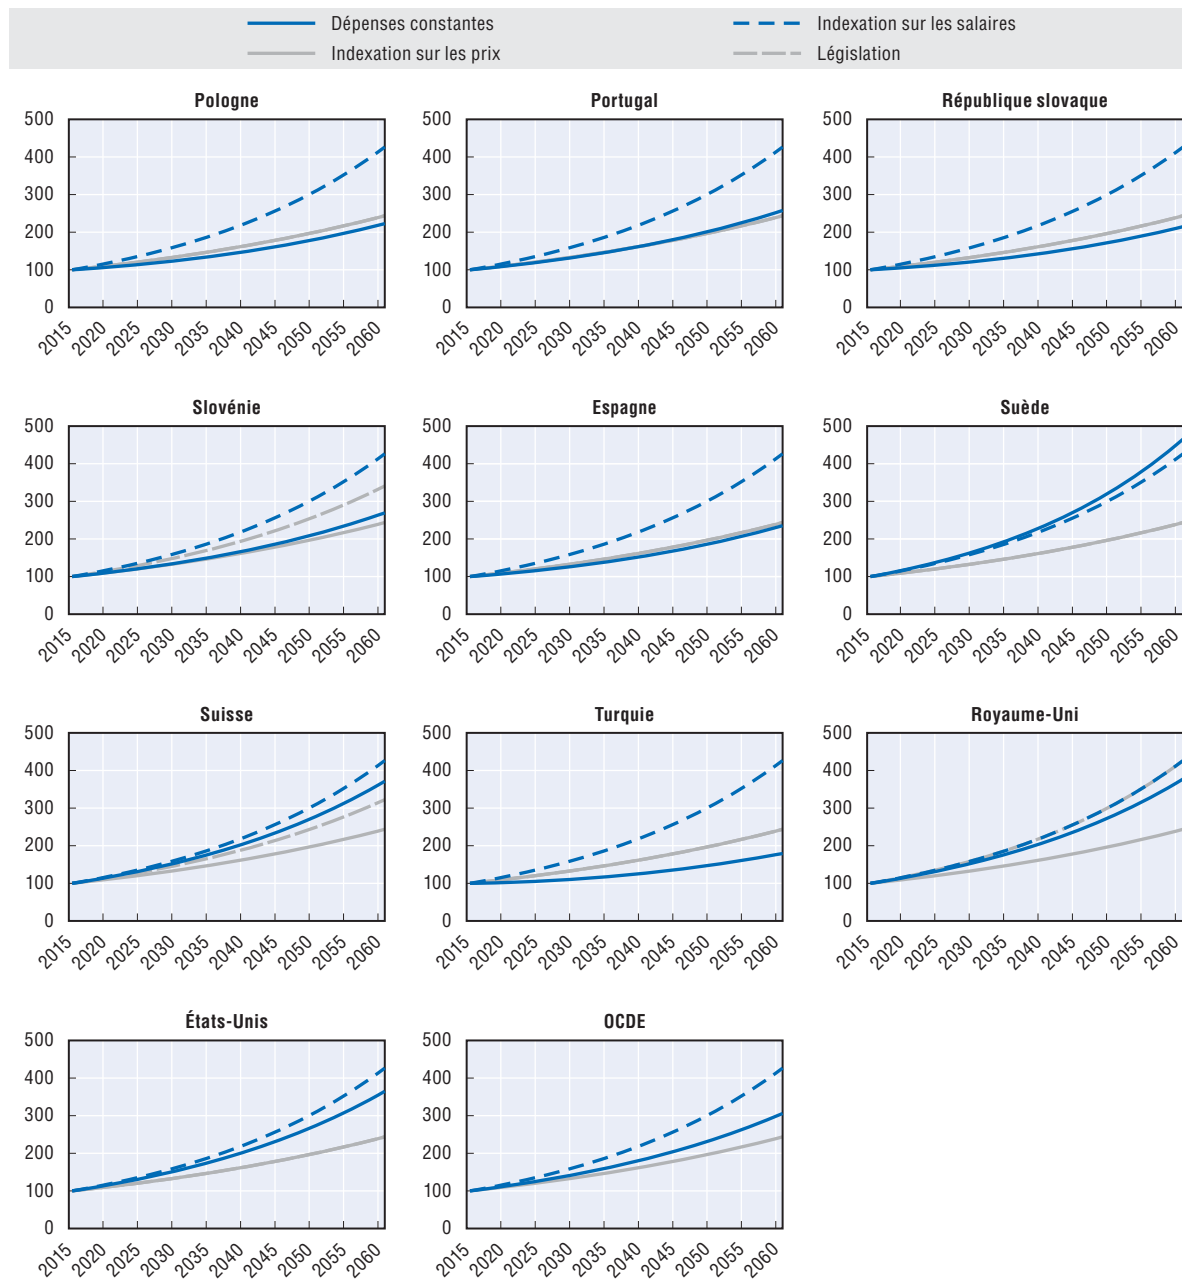 Dépenses constantes Indexation sur les salaires
Indexation sur les prix Législation
Pologne Portugal République slovaque
500 500 500
400 400 400
300 300 300
200 200 200
100 100 100
0 0 0
2015 2020 2025 2030 2035 2040 2045 2050 2055 2060 2015 2020 2025 2030 2035 2040 2045 2050 2055 2060 2015 2020 2025 2030 2035 2040 2045 2050 2055 2060
Slovénie Espagne Suède
500 500 500
400 400 400
300 300 300
200 200 200
100 100 100
0 0 0
2015 2020 2025 2030 2035 2040 2045 2050 2055 2060 2015 2020 2025 2030 2035 2040 2045 2050 2055 2060 2015 2020 2025 2030 2035 2040 2045 2050 2055 2060
Suisse Turquie Royaume-Uni
500 500 500
400 400 400
300 300 300
200 200 200
100 100 100
0 0 0
2015 2020 2025 2030 2035 2040 2045 2050 2055 2060 2015 2020 2025 2030 2035 2040 2045 2050 2055 2060 2015 2020 2025 2030 2035 2040 2045 2050 2055 2060
États-Unis OCDE
500 500
400 400
300 300
200 200
100 100
0 0
2015 2020 2025 2030 2035 2040 2045 2050 2055 2060 2015 2020 2025 2030 2035 2040 2045 2050 2055 2060